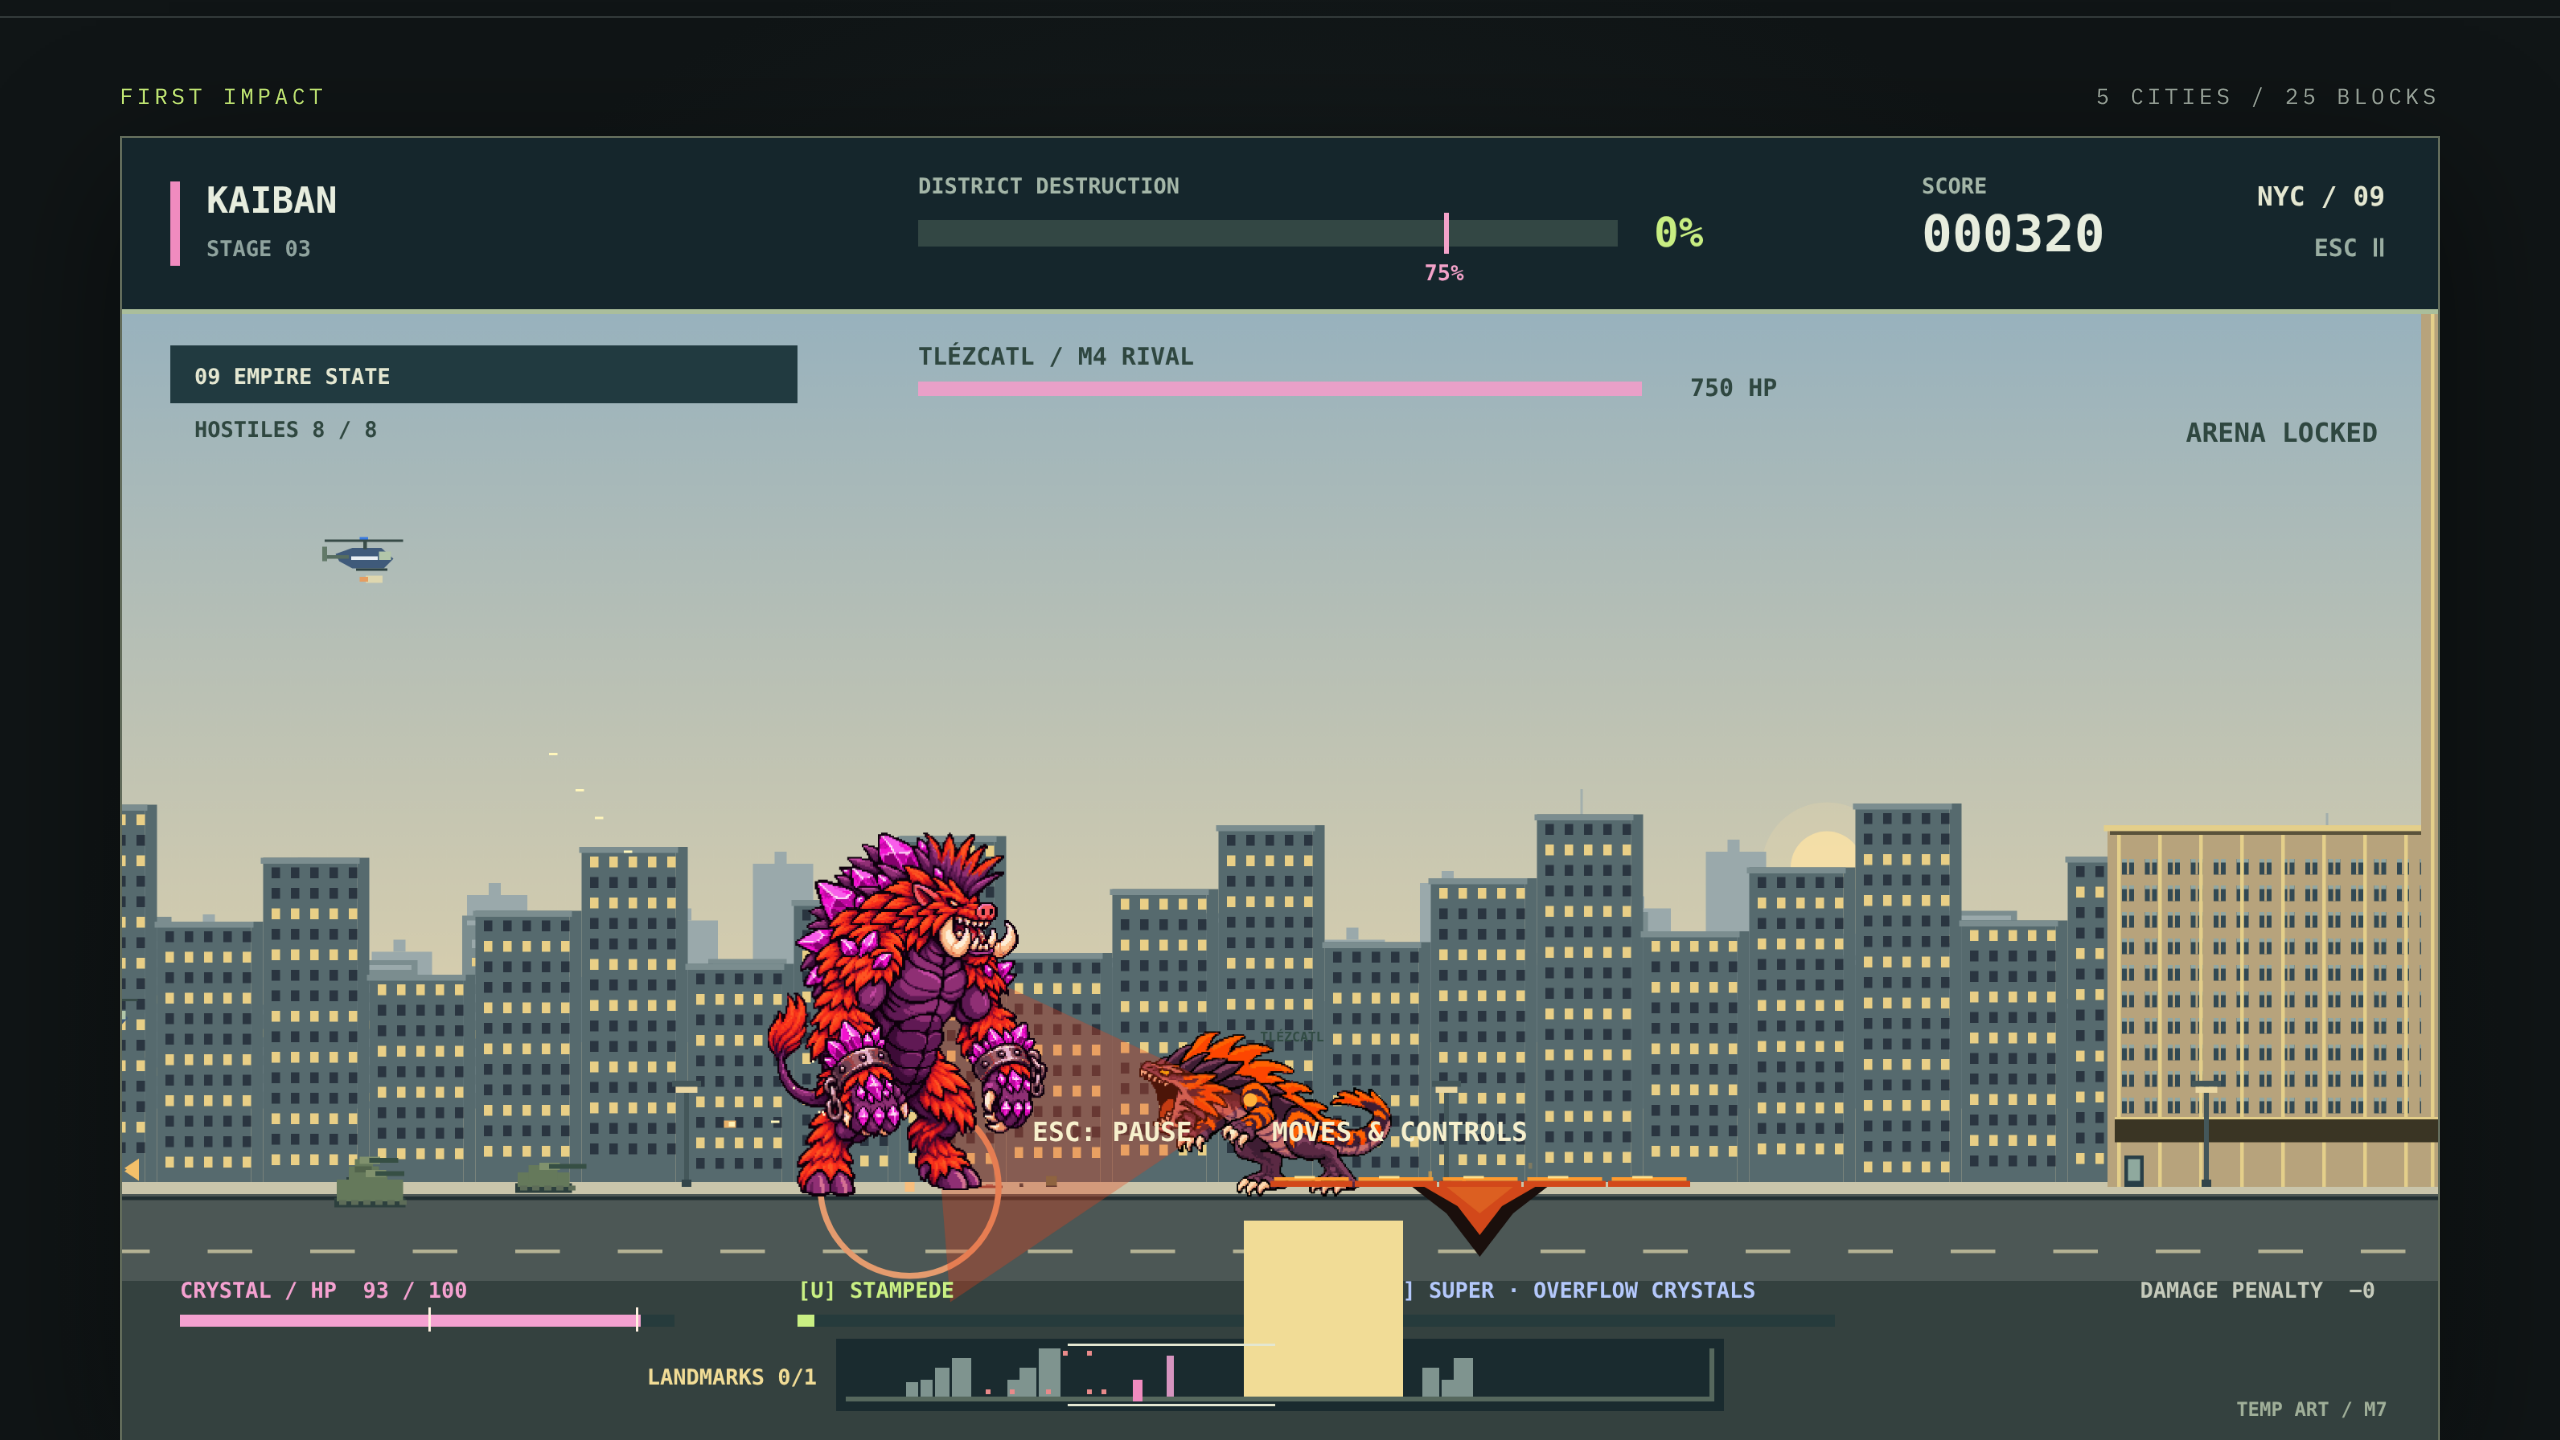 FIRST IMPACT
5 CITIES / 25 BLOCKS
KAIBAN
STAGE 03
DISTRICT DESTRUCTION
0%
75%
SCORE
000320
NYC / 09
ESC II
09 EMPIRE STATE
HOSTILES 8 / 8
TLÉZCATL / M4 RIVAL
750 HP
ARENA LOCKED
TLÉZCATL
ESC: PAUSE
MOVES & CONTROLS
CRYSTAL / HP 93 / 100
[U] STAMPEDE
] SUPER · OVERFLOW CRYSTALS
DAMAGE PENALTY –0
LANDMARKS 0/1
TEMP ART / M7